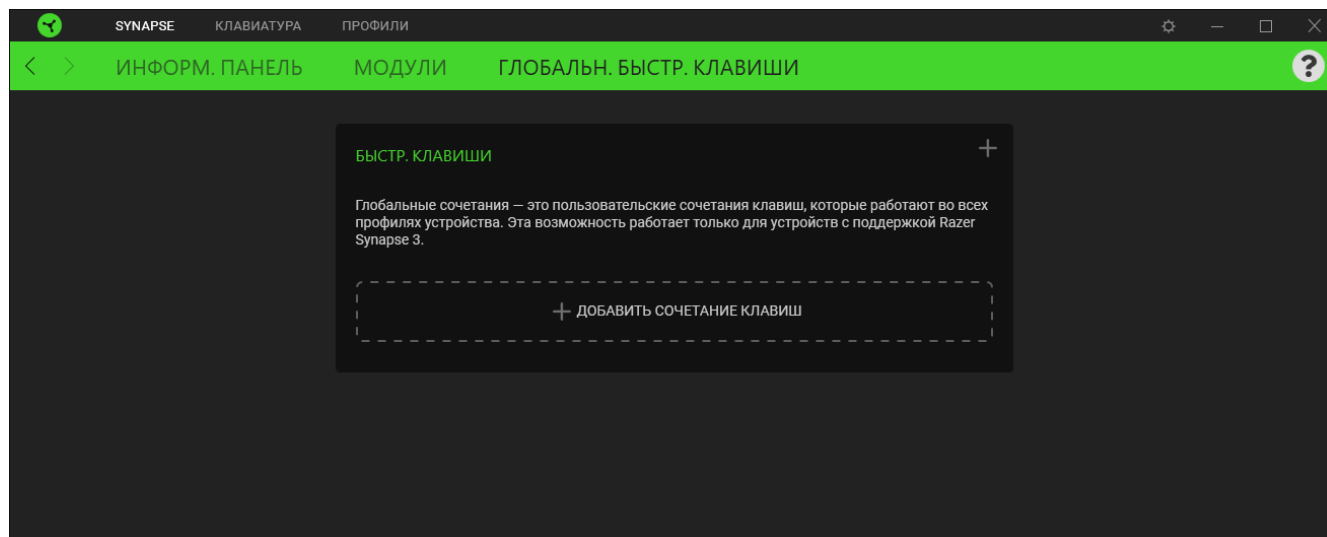 SYNAPSE КЛАВИАТУРА ПРОФИЛИ
ИНФОРМ. ПАНЕЛЬ МОДУЛИ ГЛОБАЛЬН. БЫСТР. КЛАВИШИ ?
БЫСТР. КЛАВИШИ
Глобальные сочетания — это пользовательские сочетания клавиш, которые работают во всех
профилях устройства. Эта возможность работает только для устройств с поддержкой Razer
Synapse 3.
ДОБАВИТЬ СОЧЕТАНИЕ КЛАВИШ